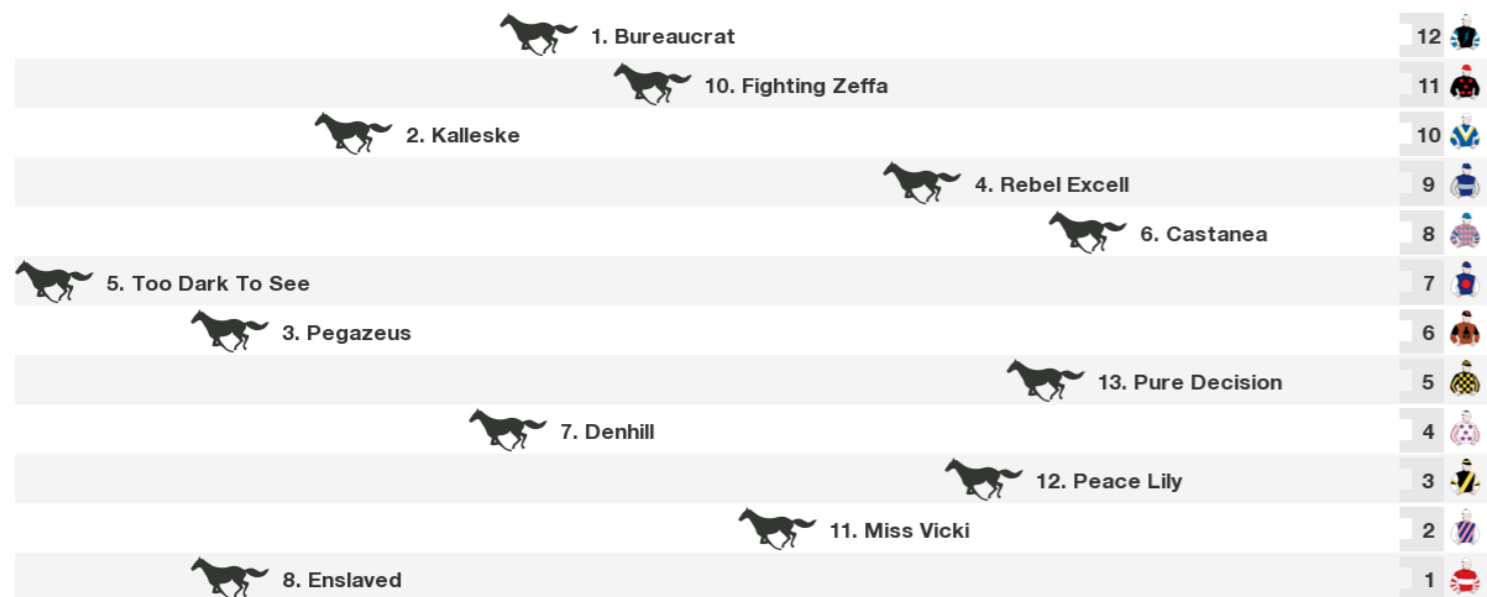 1. Bureaucrat 12
10. Fighting Zeffa 11
2. Kalleske 10
4. Rebel Excell 9
6. Castanea 8
5. Too Dark To See 7
3. Pegazeus 6
13. Pure Decision 5
7. Denhill 4
12. Peace Lily 3
11. Miss Vicki 2
8. Enslaved 1